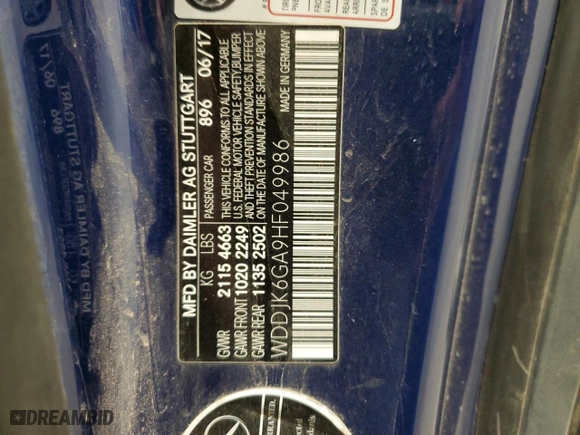 MFD BY DAIMLER AG STUTTGART
896 06/17
KG LBS PASSENGER CAR
GVWR 2115 4663
GAWR FRONT 1020 2249
GAWR REAR 1135 2502
THIS VEHICLE CONFORMS TO ALL APPLICABLE
U.S. FEDERAL MOTOR VEHICLE SAFETY, BUMPER
AND THEFT PREVENTION STANDARDS IN EFFECT
ON THE DATE OF MANUFACTURE SHOWN ABOVE
WDDJK6GA9HF049986
MADE IN GERMANY
DREAMBID